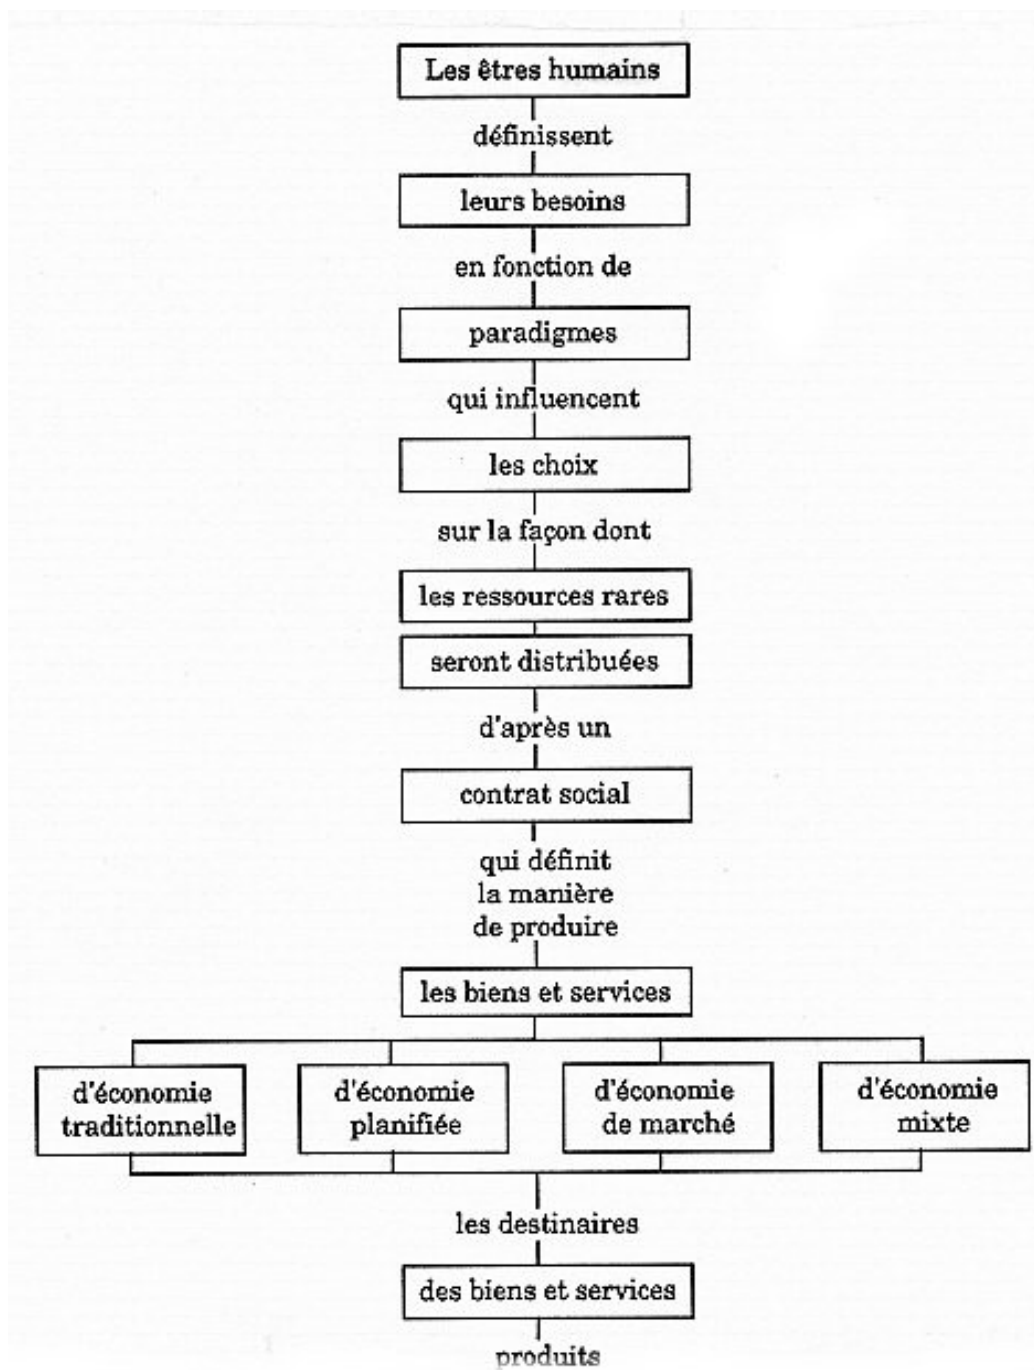 Les êtres humains
définissent
leurs besoins
en fonction de
paradigmes
qui influencent
les choix
sur la façon dont
les ressources rares
seront distribuées
d'après un
contrat social
qui définit
la manière
de produire
les biens et services
d'économie
traditionnelle
d'économie
planifiée
d'économie
de marché
d'économie
mixte
les destinaires
des biens et services
produits